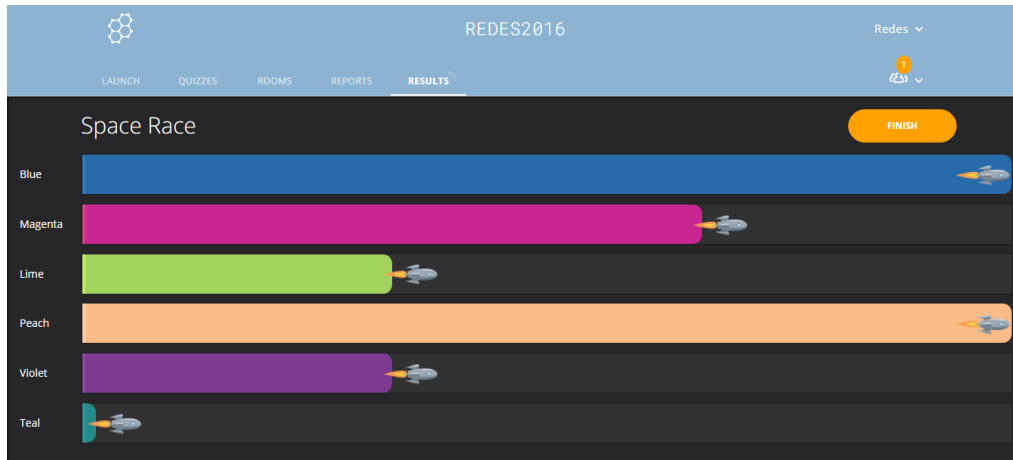 REDES2016
Redes
LAUNCH QUIZZES ROOMS REPORTS RESULTS
1
Space Race
FINISH
Blue
Magenta
Lime
Peach
Violet
Teal